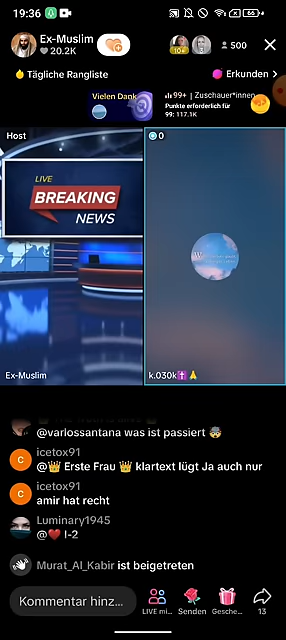 19:36
66
Ex-Muslim
20.2K
10+
500
Tägliche Rangliste
Erkunden >
Vielen Dank
99+ | Zuschauer*innen
Punkte erforderlich für
99: 117.1K
Host
0
LIVE
BREAKING
NEWS
Ex-Muslim
k.030k✝️🙏
@varlossantana was ist passiert 🤯
icetox91
@👑 Erste Frau 👑 klartext lügt Ja auch nur
icetox91
amir hat recht
Luminary1945
@❤️ I-2
Murat_Al_Kabir ist beigetreten
Kommentar hinz...
LIVE mi...
Senden
Gesche...
13